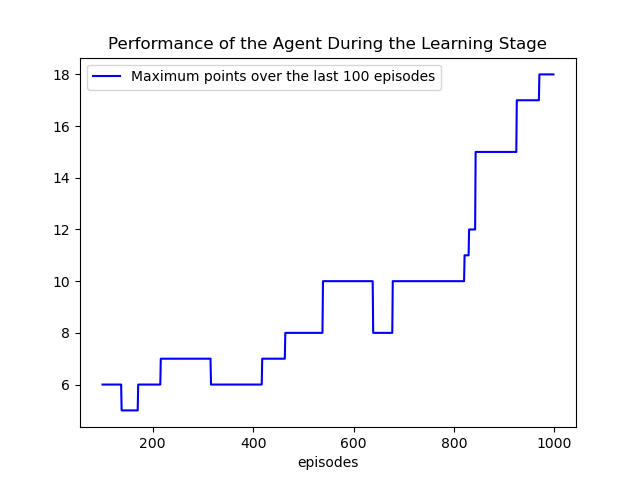 Performance of the Agent During the Learning Stage
Maximum points over the last 100 episodes
18
16
14
12
10
8
6
200 400 600 800 1000
episodes